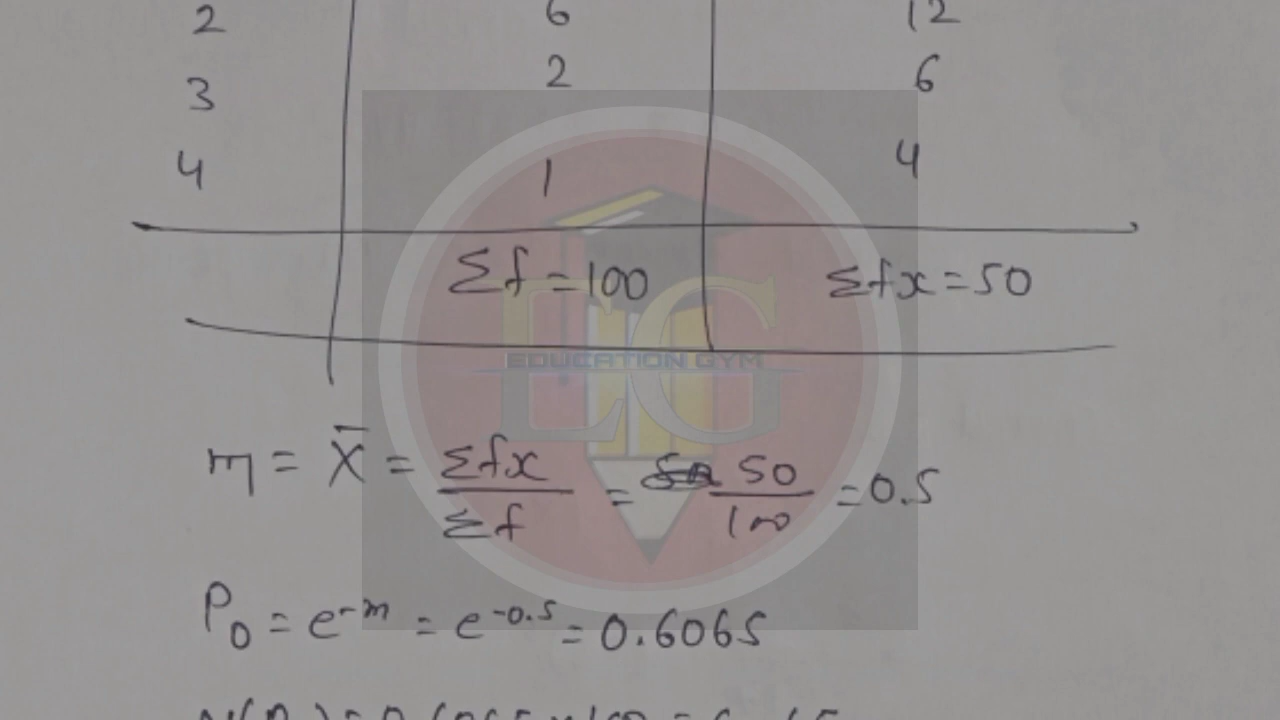 2 6 12
3 2 6
4 1 4
Σf = 100 Σfx = 50
EG
EDUCATION GYM
m = X̄ = Σfx / Σf = 50 / 100 = 0.5
P₀ = e⁻ᵐ = e^-0.5 = 0.6065